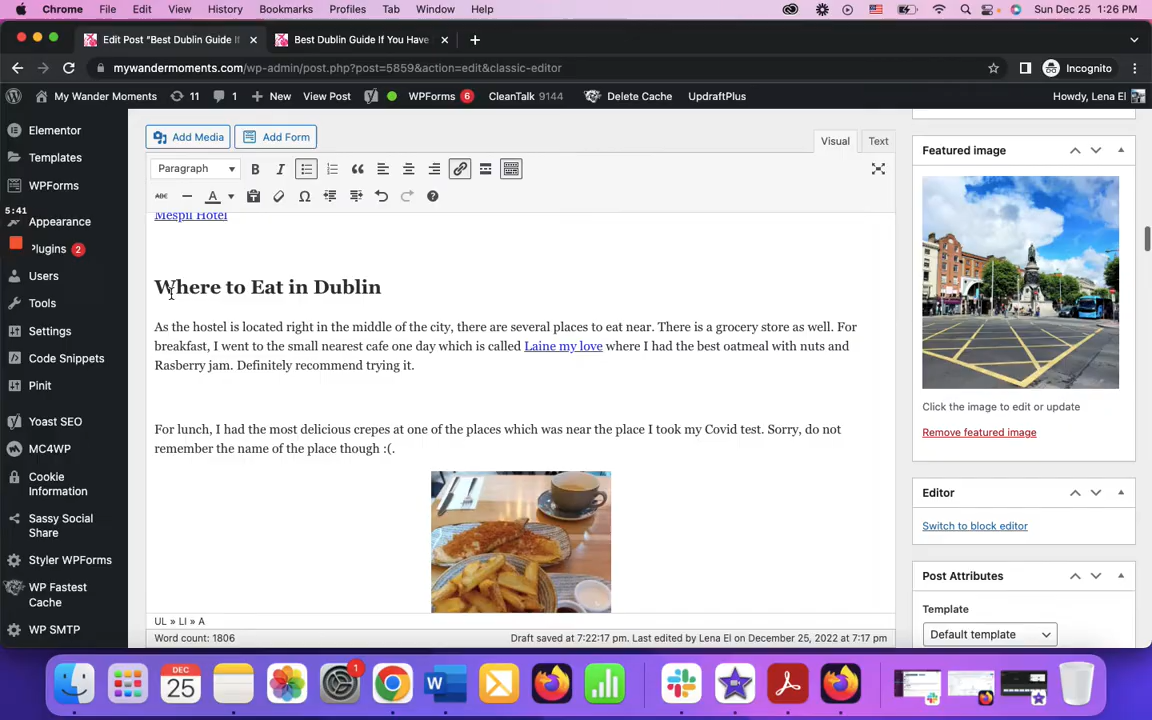 Chrome File Edit View History Bookmarks Profiles Tab Window Help Sun Dec 25 1:26 PM
Edit Post “Best Dublin Guide If Best Dublin Guide If You Have
mywandermoments.com/wp-admin/post.php?post=5859&action=edit&classic-editor Incognito
My Wander Moments 11 1 New View Post WPForms 6 CleanTalk 9144 Delete Cache UpdraftPlus Howdy, Lena El
Elementor
Templates
WPForms
5:41
Appearance
Plugins 2
Users
Tools
Settings
Code Snippets
Pinit
Yoast SEO
MC4WP
Cookie
Information
Sassy Social
Share
Styler WPForms
WP Fastest
Cache
WP SMTP
Add Media Add Form Visual Text
Paragraph B I
ABC A
Mespil Hotel
Where to Eat in Dublin
As the hostel is located right in the middle of the city, there are several places to eat near. There is a grocery store as well. For
breakfast, I went to the small nearest cafe one day which is called Laine my love where I had the best oatmeal with nuts and
Rasberry jam. Definitely recommend trying it.
For lunch, I had the most delicious crepes at one of the places which was near the place I took my Covid test. Sorry, do not
remember the name of the place though :(.
UL » LI » A
Word count: 1806 Draft saved at 7:22:17 pm. Last edited by Lena El on December 25, 2022 at 7:17 pm
Featured image
Click the image to edit or update
Remove featured image
Editor
Switch to block editor
Post Attributes
Template
Default template
DEC
25
1
W